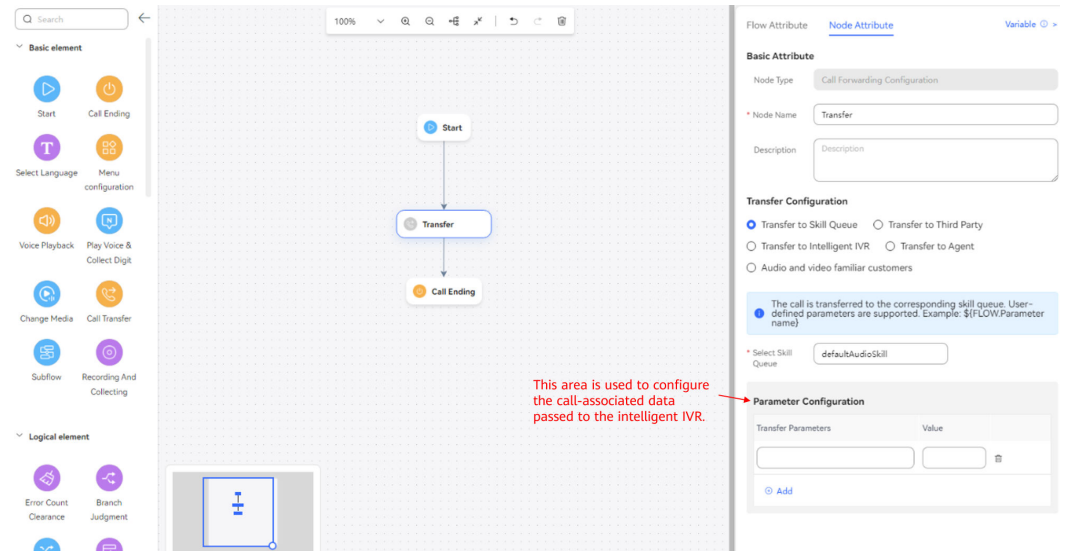 Search
Basic element
Start
Call Ending
Select Language
Menu
configuration
Voice Playback
Play Voice &
Collect Digit
Change Media
Call Transfer
Subflow
Recording And
Collecting
Logical element
Error Count
Clearance
Branch
Judgment
100%
Start
Transfer
Call Ending
This area is used to configure
the call-associated data
passed to the intelligent IVR.
Flow Attribute
Node Attribute
Variable
>
Basic Attribute
Node Type
Call Forwarding Configuration
* Node Name
Transfer
Description
Description
Transfer Configuration
Transfer to Skill Queue
Transfer to Third Party
Transfer to Intelligent IVR
Transfer to Agent
Audio and video familiar customers
The call is transferred to the corresponding skill queue. User-
defined parameters are supported. Example: ${FLOW.Parameter
name}
* Select Skill
Queue
defaultAudioSkill
Parameter Configuration
Transfer Parameters
Value
Add